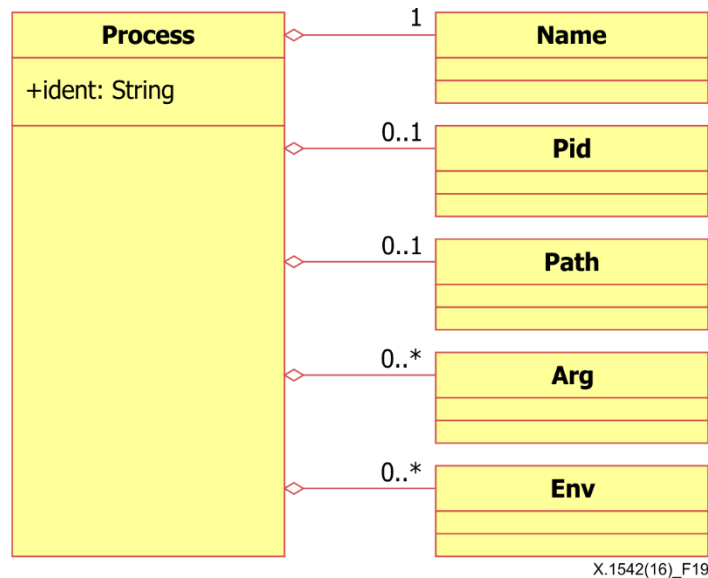 Process
+ident: String
1
Name
0..1
Pid
0..1
Path
0..*
Arg
0..*
Env
X.1542(16)_F19